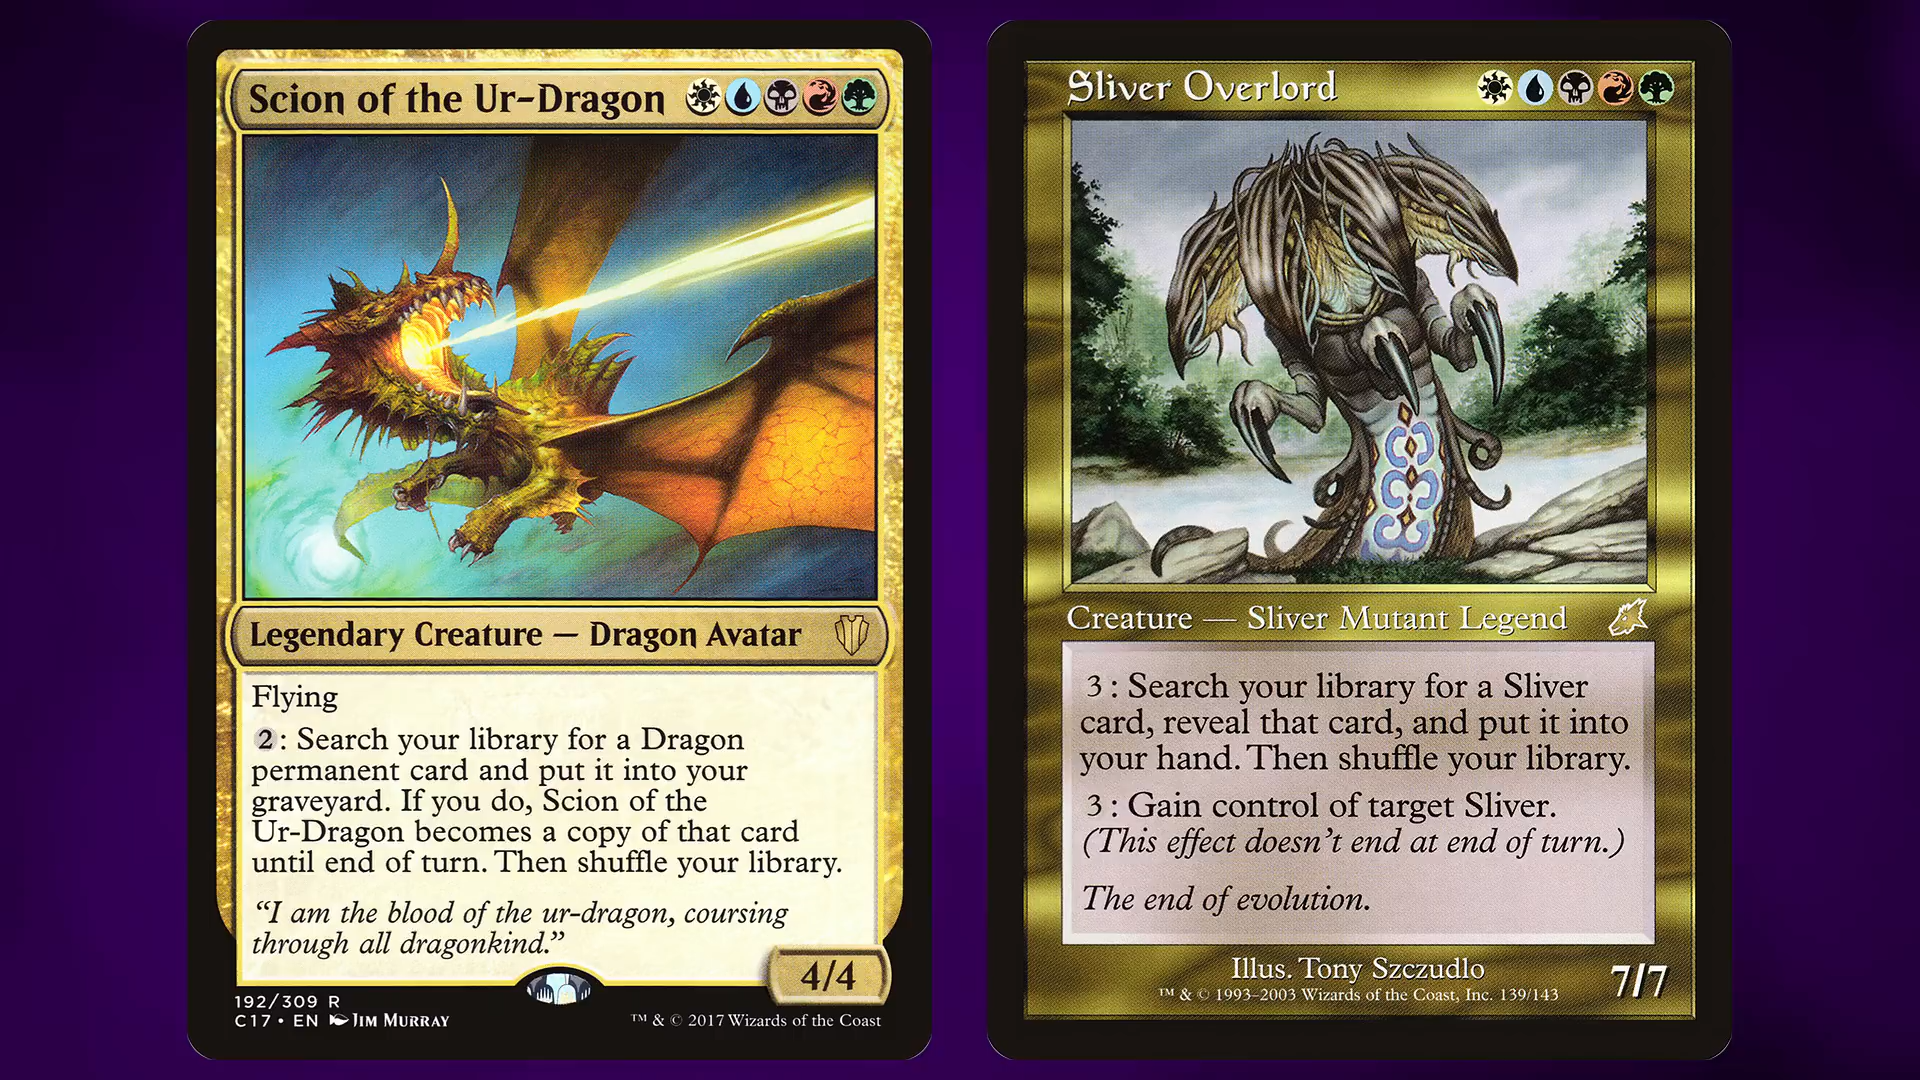 Scion of the Ur-Dragon
Legendary Creature — Dragon Avatar
Flying
2: Search your library for a Dragon
permanent card and put it into your
graveyard. If you do, Scion of the
Ur-Dragon becomes a copy of that card
until end of turn. Then shuffle your library.
“I am the blood of the ur-dragon, coursing
through all dragonkind.”
4/4
192/309 R
C17 • EN Jim Murray
™ & © 2017 Wizards of the Coast
Sliver Overlord
Creature — Sliver Mutant Legend
3: Search your library for a Sliver
card, reveal that card, and put it into
your hand. Then shuffle your library.
3: Gain control of target Sliver.
(This effect doesn’t end at end of turn.)
The end of evolution.
Illus. Tony Szczudlo
7/7
™ & © 1993–2003 Wizards of the Coast, Inc. 139/143